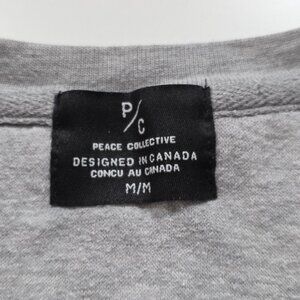 P/C
PEACE COLLECTIVE
DESIGNED IN CANADA
CONCU AU CANADA
M/M